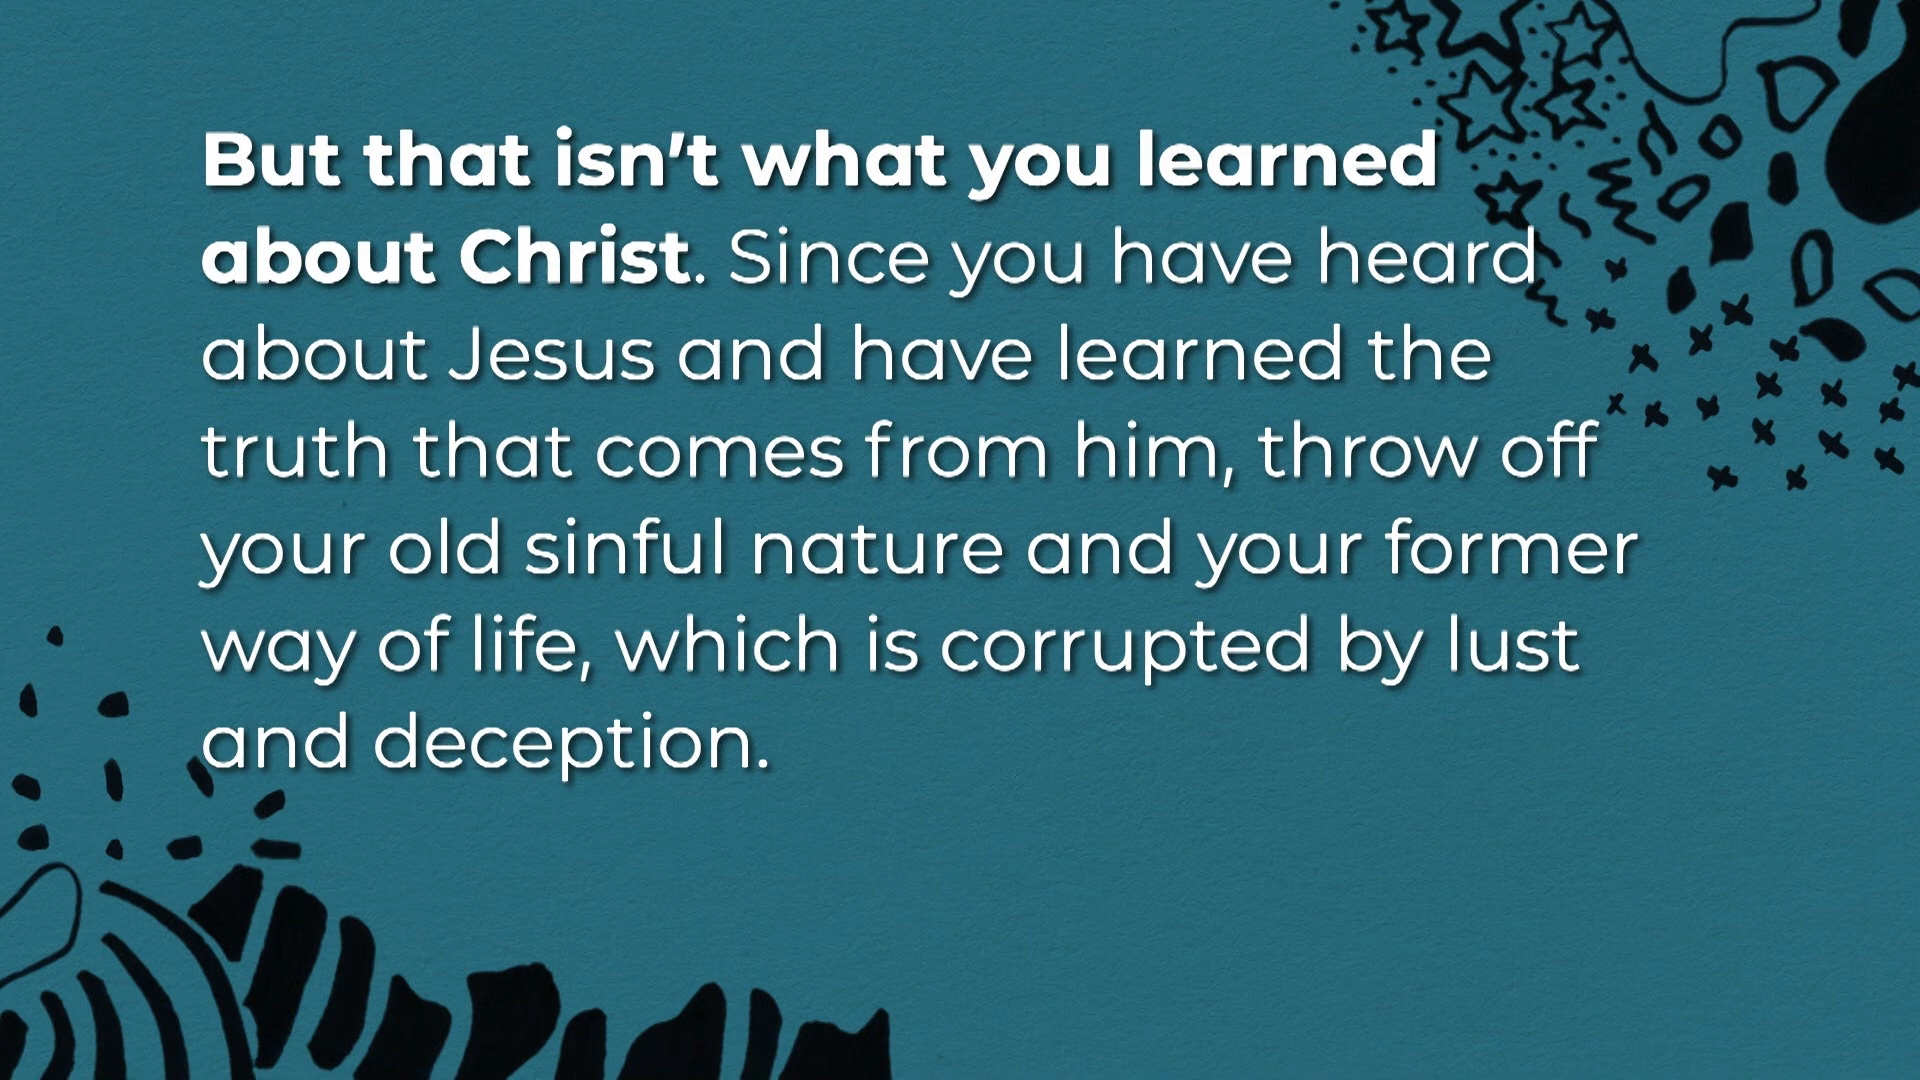 But that isn't what you learned
about Christ. Since you have heard
about Jesus and have learned the
truth that comes from him, throw off
your old sinful nature and your former
way of life, which is corrupted by lust
and deception.